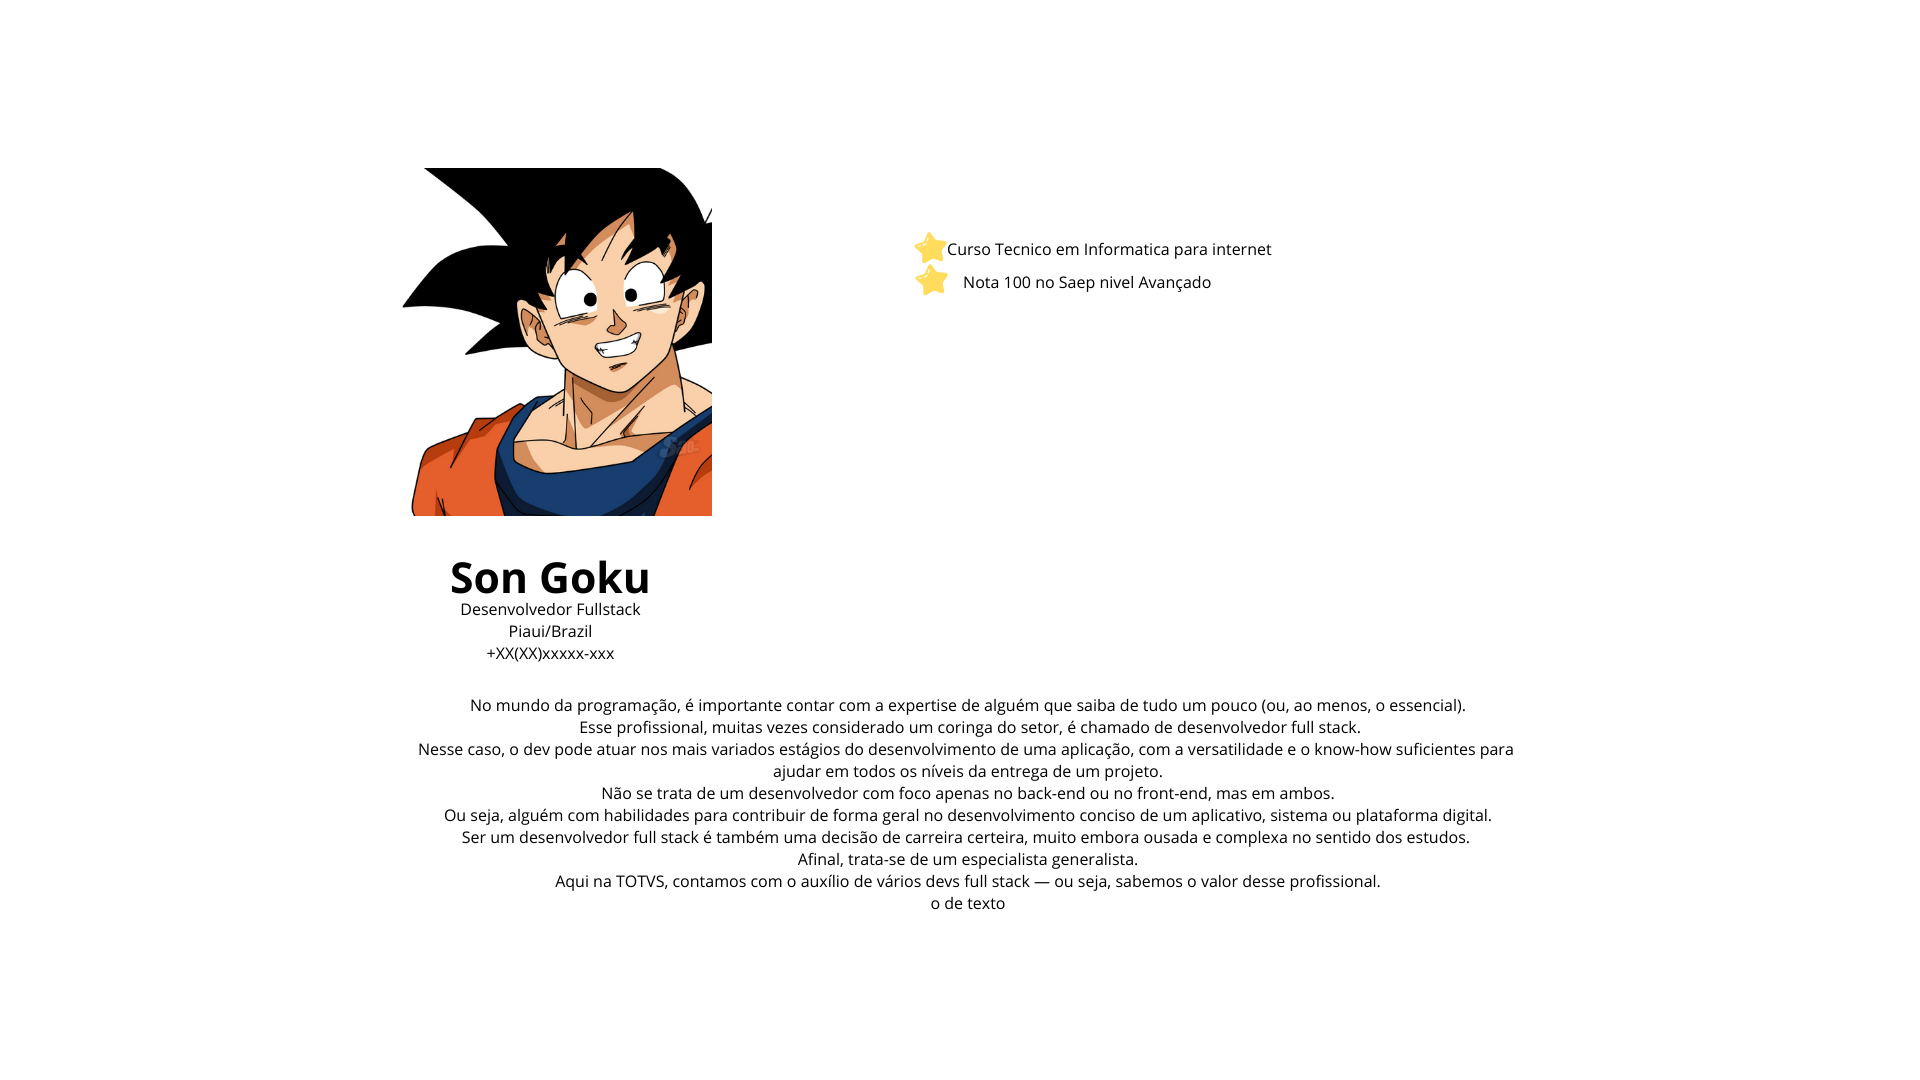 Curso Tecnico em Informatica para internet
Nota 100 no Saep nivel Avançado
Son Goku
Desenvolvedor Fullstack
Piaui/Brazil
+XX(XX)xxxxx-xxx
No mundo da programação, é importante contar com a expertise de alguém que saiba de tudo um pouco (ou, ao menos, o essencial).
Esse profissional, muitas vezes considerado um coringa do setor, é chamado de desenvolvedor full stack.
Nesse caso, o dev pode atuar nos mais variados estágios do desenvolvimento de uma aplicação, com a versatilidade e o know-how suficientes para
ajudar em todos os níveis da entrega de um projeto.
Não se trata de um desenvolvedor com foco apenas no back-end ou no front-end, mas em ambos.
Ou seja, alguém com habilidades para contribuir de forma geral no desenvolvimento conciso de um aplicativo, sistema ou plataforma digital.
Ser um desenvolvedor full stack é também uma decisão de carreira certeira, muito embora ousada e complexa no sentido dos estudos.
Afinal, trata-se de um especialista generalista.
Aqui na TOTVS, contamos com o auxílio de vários devs full stack — ou seja, sabemos o valor desse profissional.
o de texto